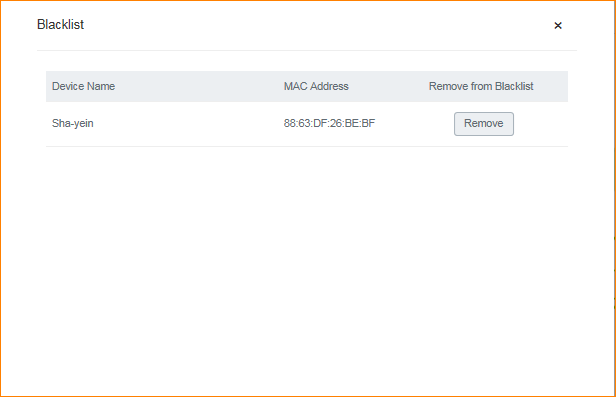 Blacklist ×
Device Name MAC Address Remove from Blacklist
Sha-yein 88:63:DF:26:BE:BF Remove